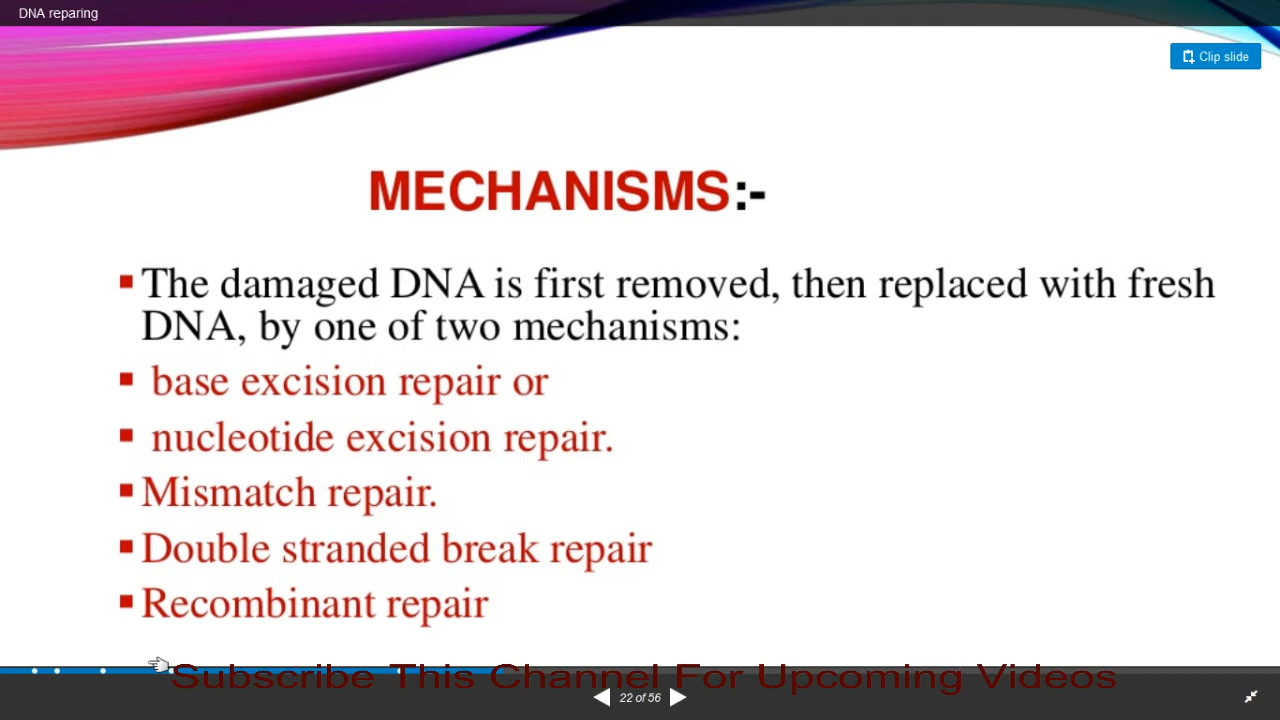 DNA reparing
Clip slide
MECHANISMS:-
▪The damaged DNA is first removed, then replaced with fresh
DNA, by one of two mechanisms:
▪ base excision repair or
▪ nucleotide excision repair.
▪Mismatch repair.
▪Double stranded break repair
▪Recombinant repair
Subscribe This Channel For Upcoming Videos
22 of 56